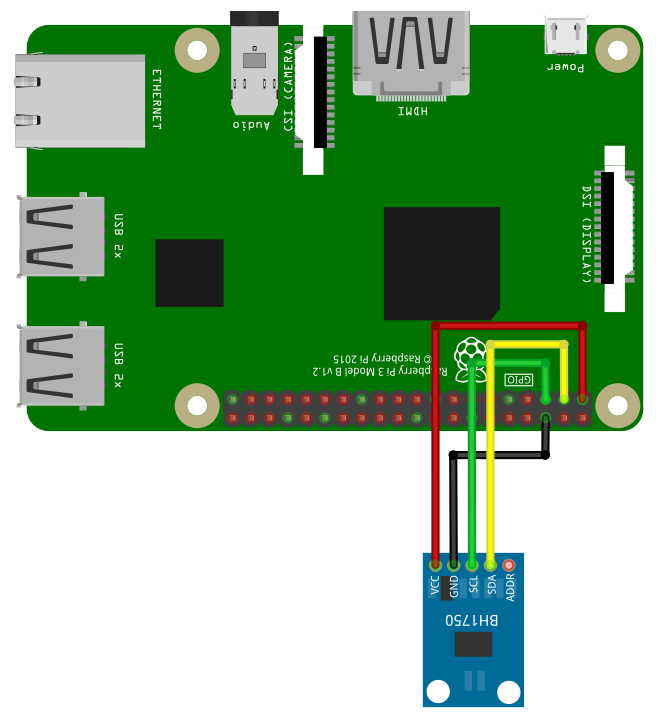 Power
HDMI
CSI (CAMERA)
Audio
ETHERNET
DSI (DISPLAY)
USB 2x
USB 2x
© Raspberry Pi 2015
Raspberry Pi 3 Model B v1.2
GPIO
VCC
GND
SCL
SDA
ADDR
BH1750